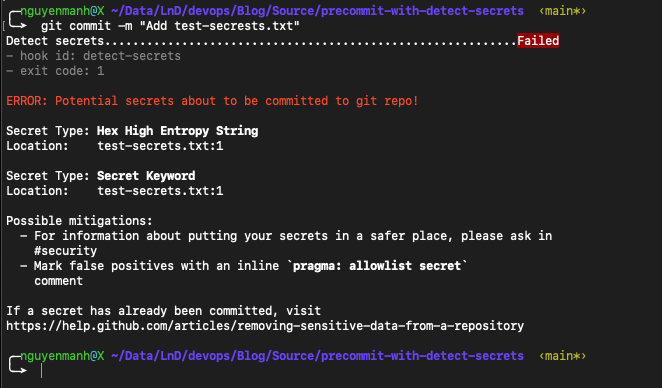 nguyenmanh@X ~/Data/LnD/devops/Blog/Source/precommit-with-detect-secrets ‹main*›
git commit -m "Add test-secrests.txt"
Detect secrets...........................................................Failed
- hook id: detect-secrets
- exit code: 1
ERROR: Potential secrets about to be committed to git repo!
Secret Type: Hex High Entropy String
Location:    test-secrets.txt:1
Secret Type: Secret Keyword
Location:    test-secrets.txt:1
Possible mitigations:
- For information about putting your secrets in a safer place, please ask in
#security
- Mark false positives with an inline `pragma: allowlist secret`
comment
If a secret has already been committed, visit
https://help.github.com/articles/removing-sensitive-data-from-a-repository
nguyenmanh@X ~/Data/LnD/devops/Blog/Source/precommit-with-detect-secrets ‹main*›